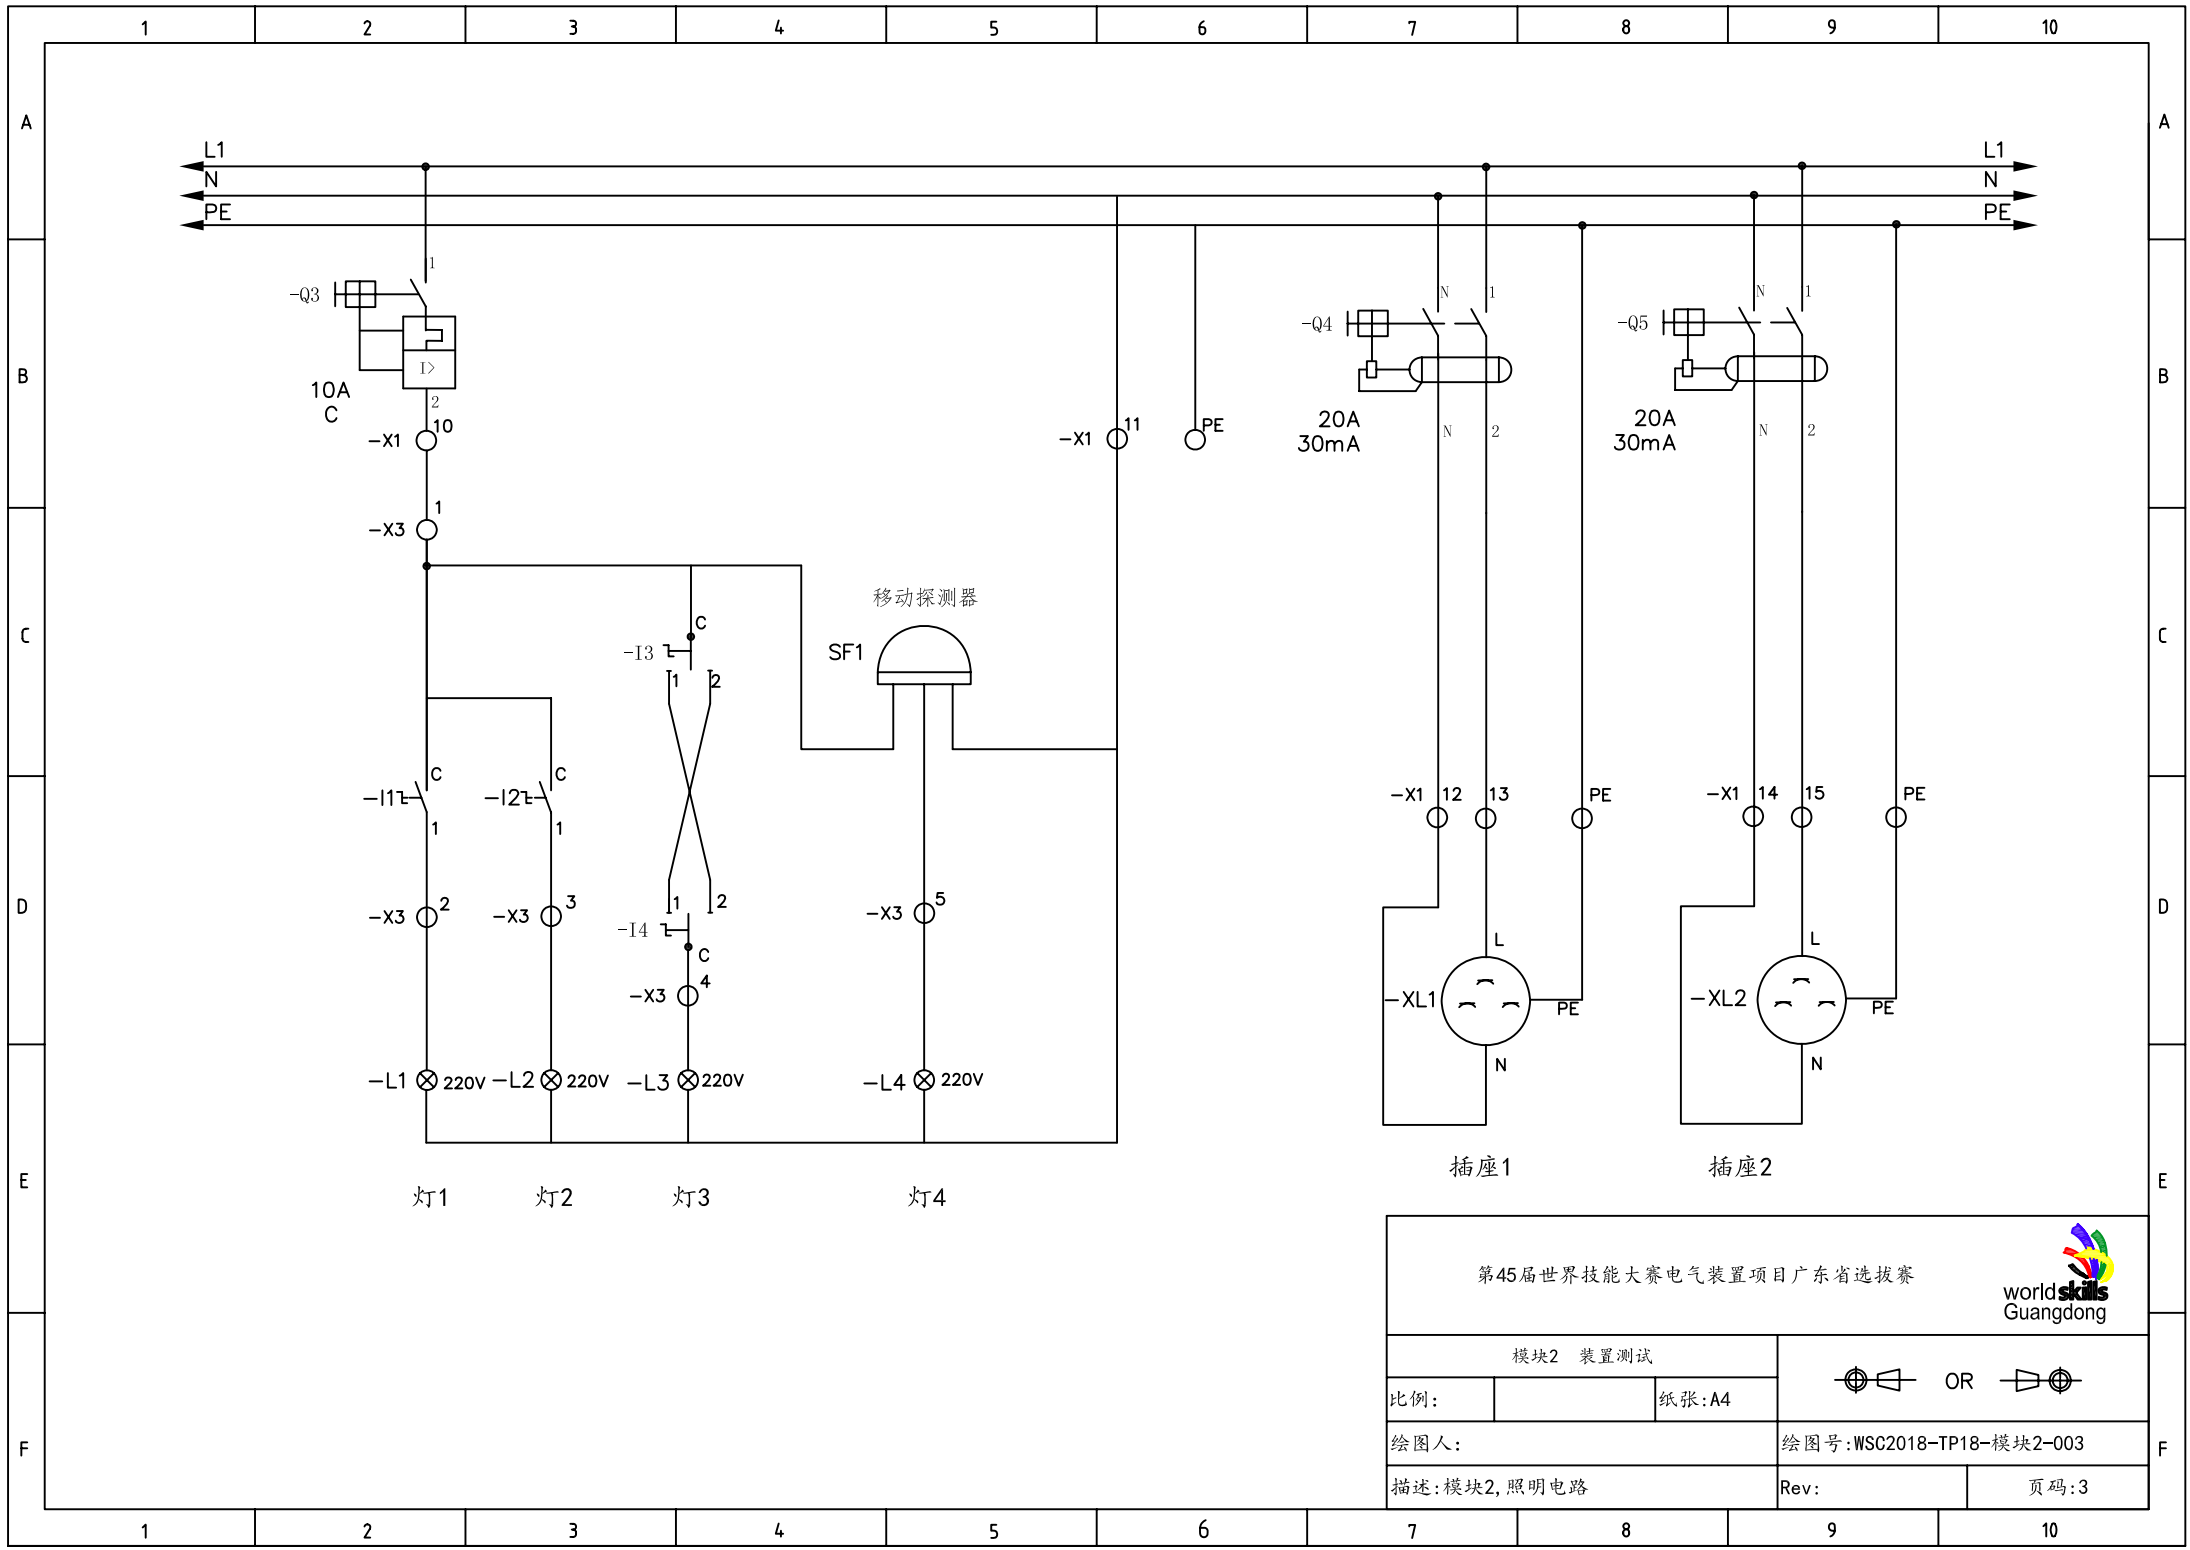 1 2 3 4 5 6 7 8 9 10
A A
L1 L1
N N
PE PE
1
-Q3
I>
10A
C
2
-X1 10
N 1
-Q4
20A
30mA
N 2
N 1
-Q5
20A
30mA
N 2
B B
-X1 11 PE
1
-X3
移动探测器
SF1
C C
C
-I3
1 2
C C
-I1 -I2
1 1
-X1 12 13 PE
-X1 14 15 PE
D D
2 3 1 2 5
-X3 -X3 -I4 -X3
C
-X3 4
L L
-XL1 PE
-XL2 PE
N N
-L1 220V -L2 220V -L3 220V -L4 220V
插座1 插座2
E E
灯1 灯2 灯3 灯4
第45届世界技能大赛电气装置项目广东省选拔赛
worldskills
Guangdong
模块2 装置测试
OR
比例: 纸张:A4
绘图人: 绘图号:WSC2018-TP18-模块2-003
F F
描述:模块2,照明电路 Rev: 页码:3
1 2 3 4 5 6 7 8 9 10